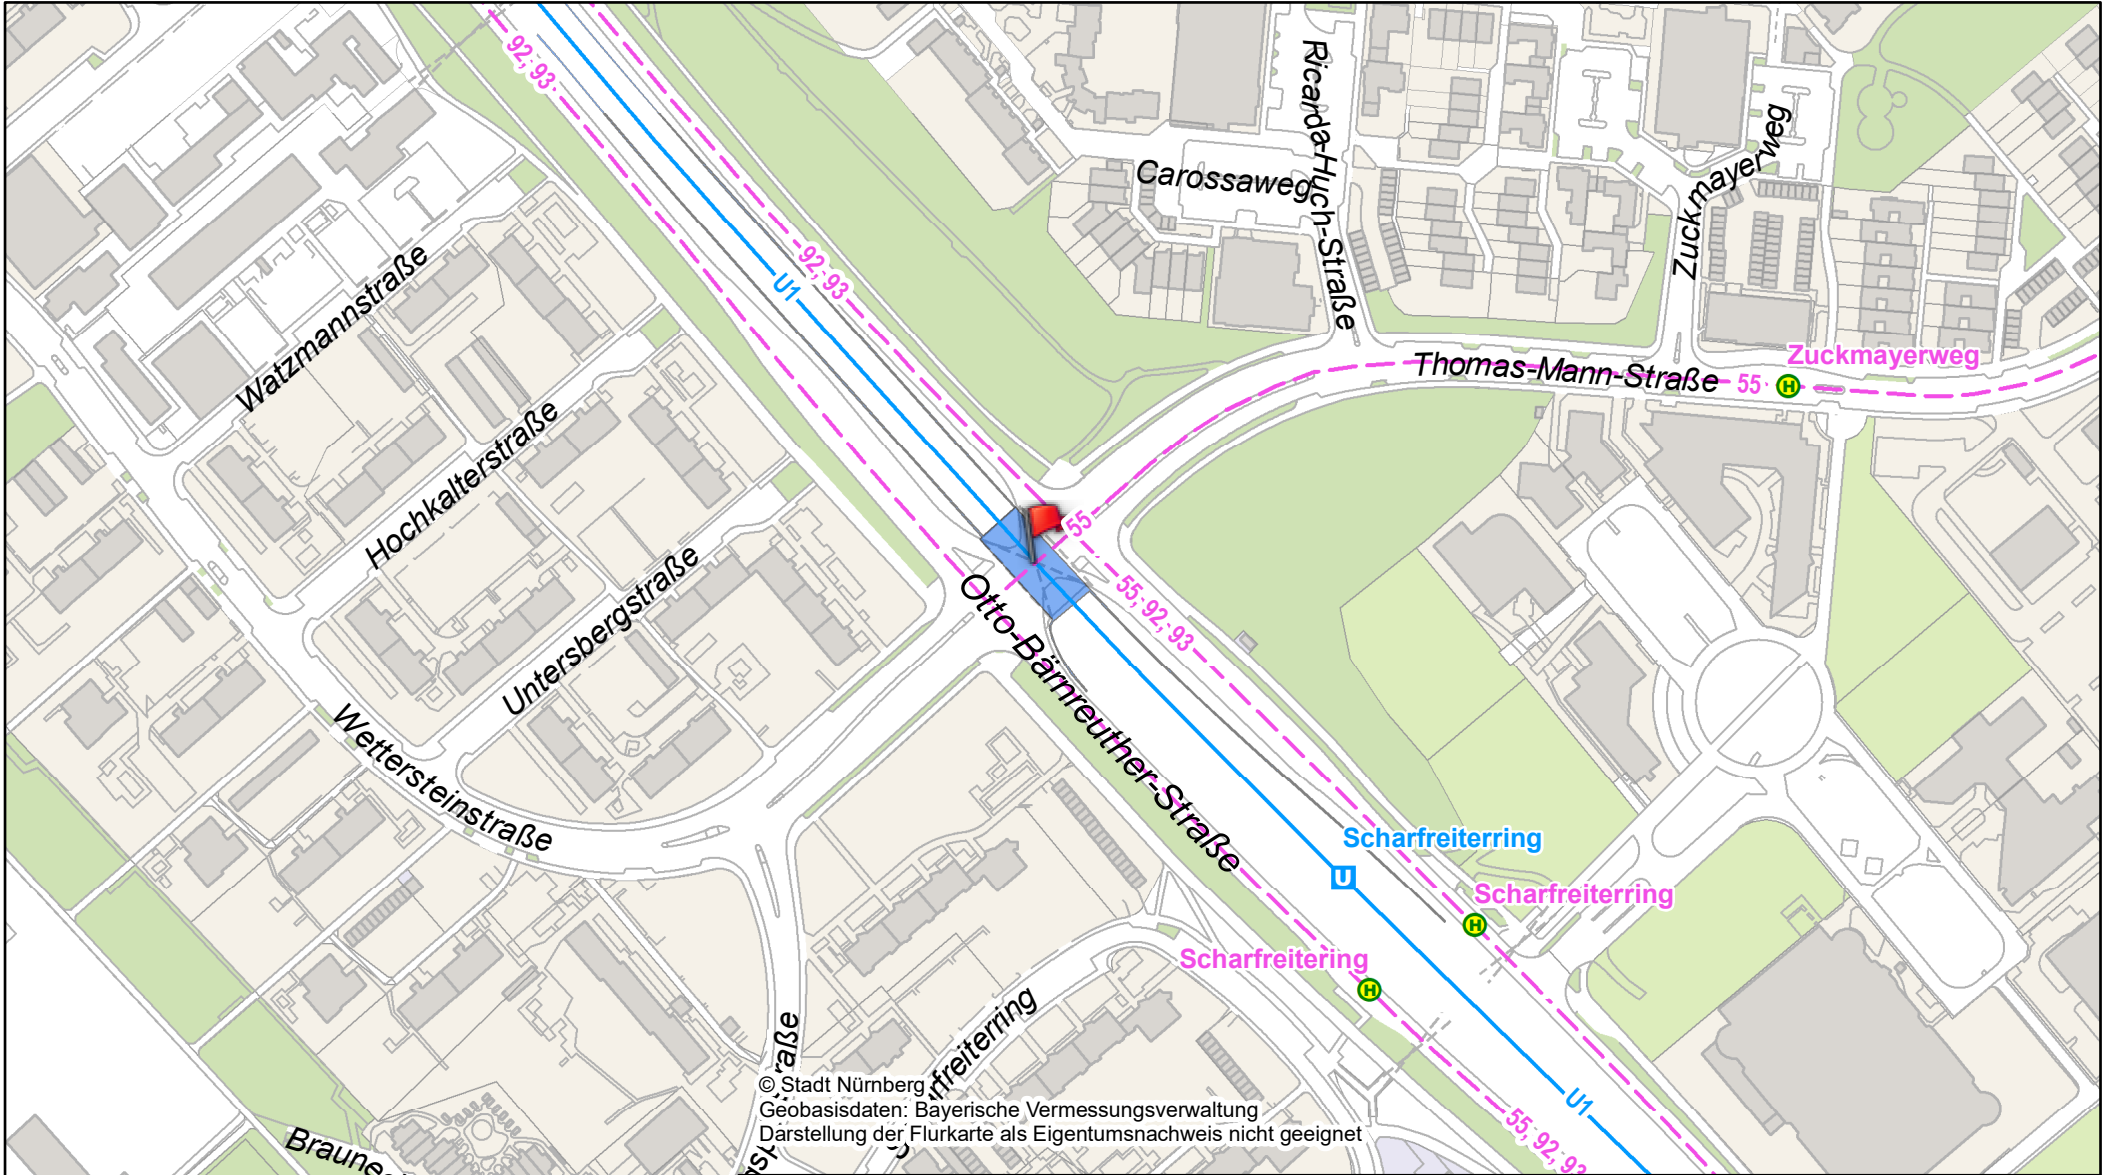 92, 93
Ricarda-Huch-Straße
Carossaweg
Zuckmayerweg
92, 93
U1
Watzmannstraße
Thomas-Mann-Straße
55
H
Zuckmayerweg
Hochkalterstraße
55
Untersbergstraße
55, 92, 93
Otto-Bärnreuther-Straße
Wettersteinstraße
Scharfreiterring
U
Scharfreiterring
H
Scharfreitering
H
U1
55, 92, 93
© Stadt Nürnberg
Geobasisdaten: Bayerische Vermessungsverwaltung
Darstellung der Flurkarte als Eigentumsnachweis nicht geeignet